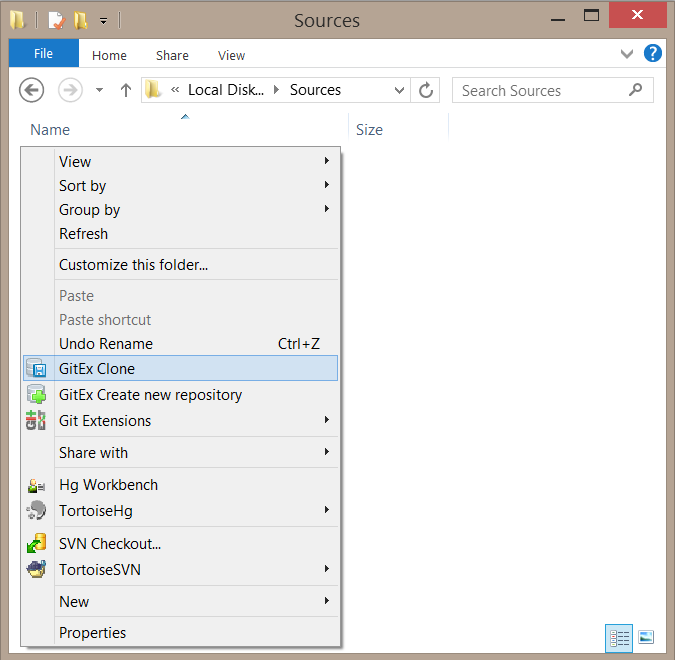 Sources
File Home Share View
« Local Disk... Sources Search Sources
Name Size
View
Sort by
Group by
Refresh
Customize this folder...
Paste
Paste shortcut
Undo Rename Ctrl+Z
GitEx Clone
GitEx Create new repository
Git Extensions
Share with
Hg Workbench
TortoiseHg
SVN Checkout...
TortoiseSVN
New
Properties